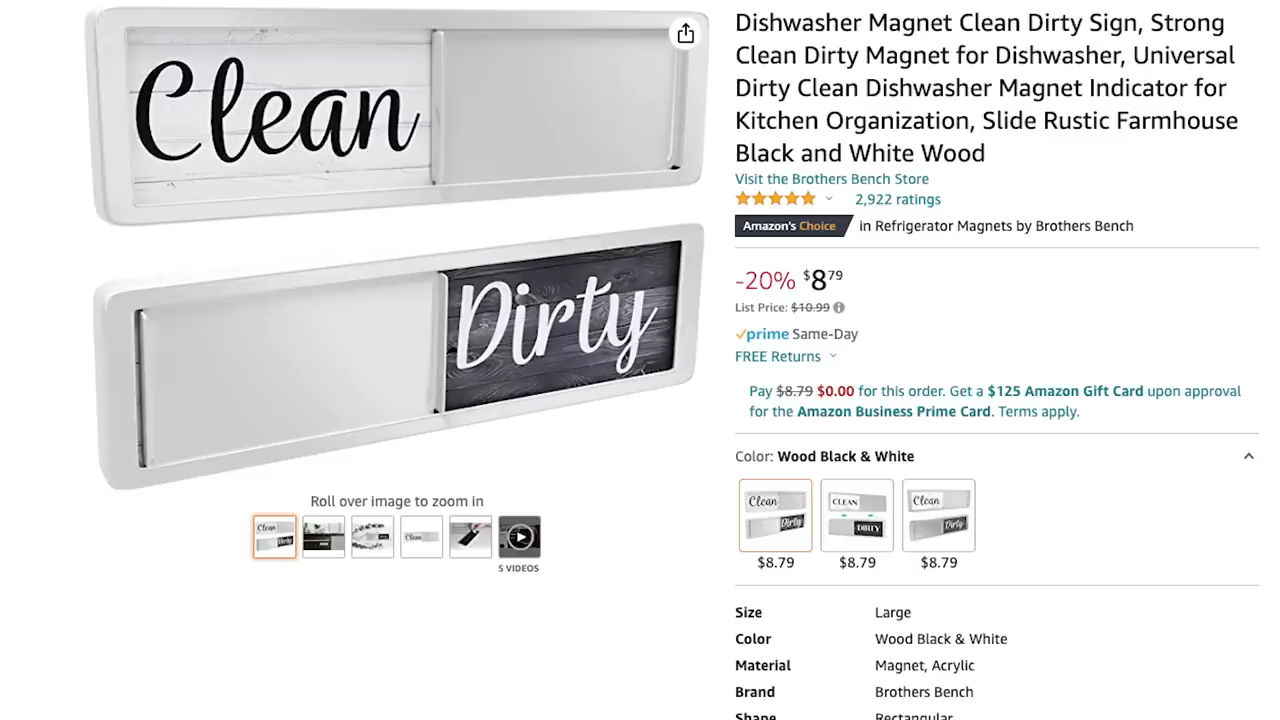 Clean
Dirty
Roll over image to zoom in
5 VIDEOS
Dishwasher Magnet Clean Dirty Sign, Strong
Clean Dirty Magnet for Dishwasher, Universal
Dirty Clean Dishwasher Magnet Indicator for
Kitchen Organization, Slide Rustic Farmhouse
Black and White Wood
Visit the Brothers Bench Store
2,922 ratings
Amazon's Choice in Refrigerator Magnets by Brothers Bench
-20% $8.79
List Price: $10.99
prime Same-Day
FREE Returns
Pay $8.79 $0.00 for this order. Get a $125 Amazon Gift Card upon approval
for the Amazon Business Prime Card. Terms apply.
Color: Wood Black & White
Clean Dirty CLEAN DIRTY Clean Dirty
$8.79 $8.79 $8.79
Size Large
Color Wood Black & White
Material Magnet, Acrylic
Brand Brothers Bench
Shape Rectangular